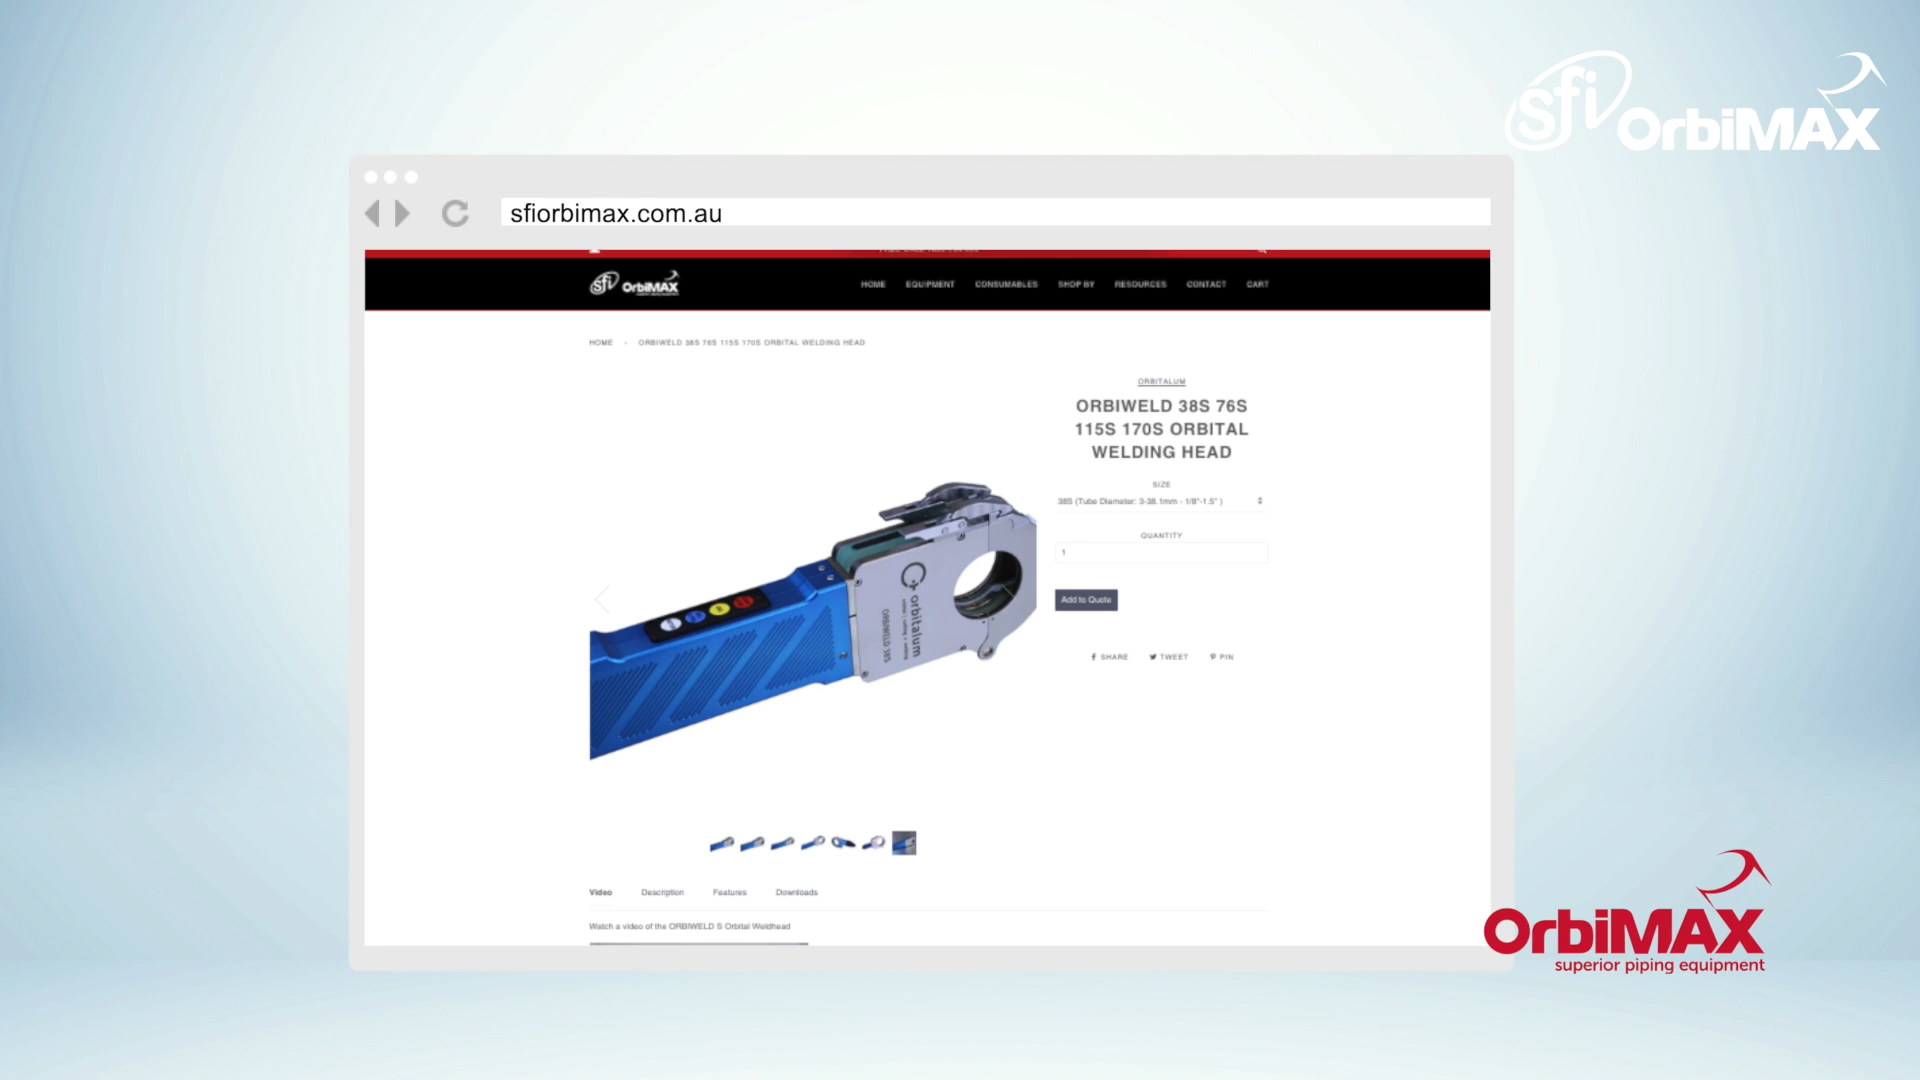 sfi OrbiMAX
sfiorbimax.com.au
sfi OrbiMAX
HOME EQUIPMENT CONSUMABLES SHOP BY RESOURCES CONTACT CART
HOME • ORBIWELD 38S 76S 115S 170S ORBITAL WELDING HEAD
ORBITALUM
ORBIWELD 38S 76S
115S 170S ORBITAL
WELDING HEAD
SIZE
38S (Tube Diameter: 3-38.1mm - 1/8"-1.5" )
QUANTITY
1
Add to Quote
SHARE TWEET PIN
orbitalum
ORBIWELD 38S
Video Description Features Downloads
Watch a video of the ORBIWELD S Orbital Weldhead
OrbiMAX
superior piping equipment